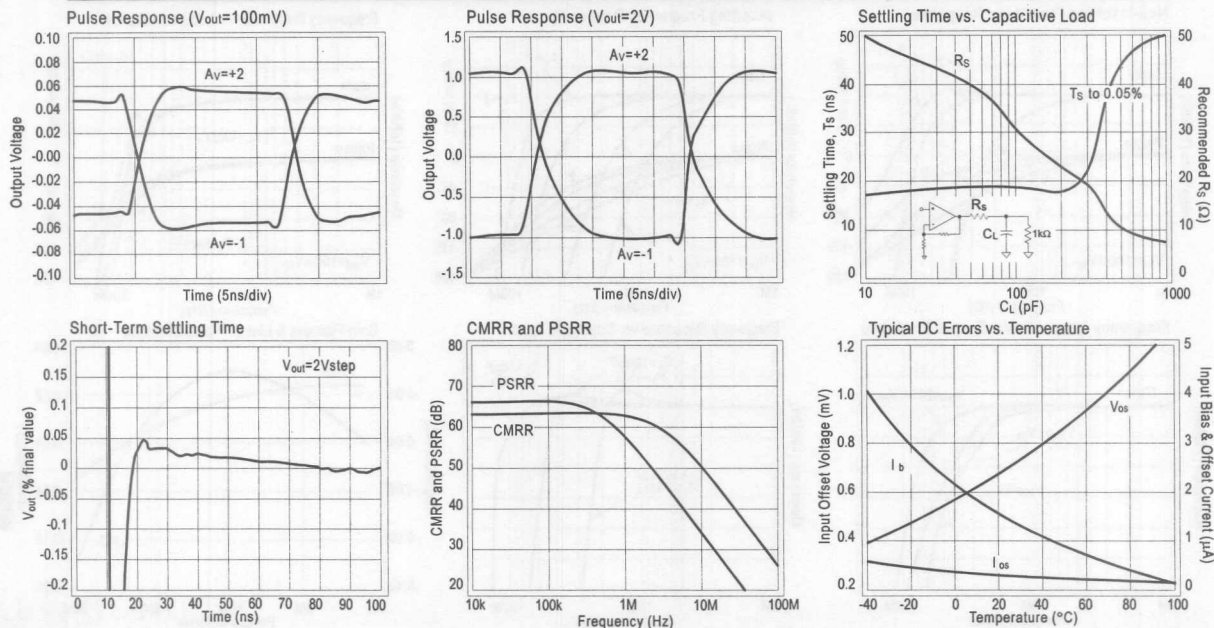 Pulse Response (Vout=100mV)
0.10
0.08
0.06
0.04
0.02
-0.00
-0.02
-0.04
-0.06
-0.08
-0.10
Output Voltage
Av=+2
Av=-1
Time (5ns/div)
Pulse Response (Vout=2V)
1.5
1.0
0.5
0.0
-0.5
-1.0
-1.5
Output Voltage
Av=+2
Av=-1
Time (5ns/div)
Settling Time vs. Capacitive Load
50
40
30
20
10
0
Settling Time, Ts (ns)
RS
TS to 0.05%
Rs
CL
1kΩ
50
40
30
20
10
0
Recommended RS (Ω)
10 100 1000
CL (pF)
Short-Term Settling Time
0.2
0.15
0.1
0.05
0
-0.05
-0.1
-0.15
-0.2
Vout (% final value)
Vout=2Vstep
0 10 20 30 40 50 60 70 80 90 100
Time (ns)
CMRR and PSRR
80
70
60
50
40
30
20
CMRR and PSRR (dB)
PSRR
CMRR
10k 100k 1M 10M 100M
Frequency (Hz)
Typical DC Errors vs. Temperature
1.2
1.0
0.8
0.6
0.4
0.2
Input Offset Voltage (mV)
Vos
Ib
Ios
5
4
3
2
1
0
Input Bias & Offset Current (μA)
-40 -20 0 20 40 60 80 100
Temperature (°C)